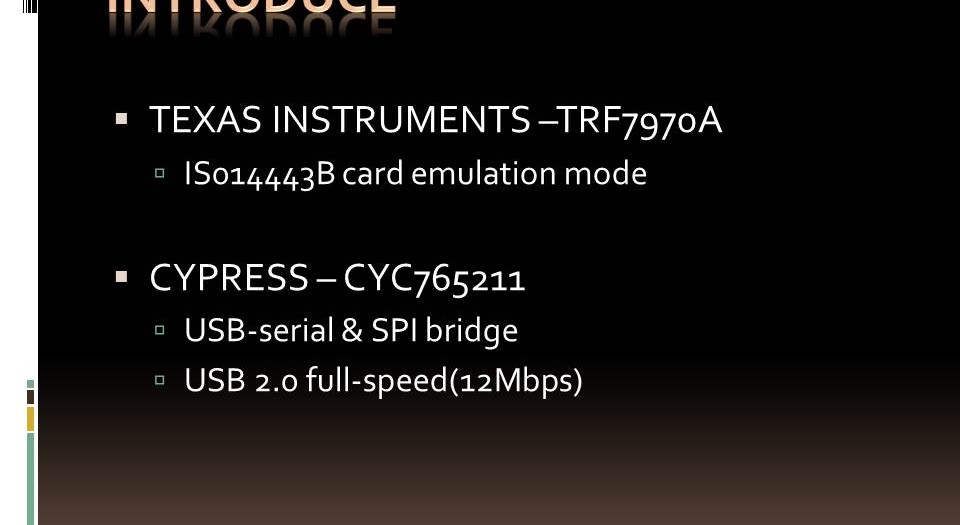 INTRODUCE
TEXAS INSTRUMENTS –TRF7970A
ISO14443B card emulation mode
CYPRESS – CYC765211
USB-serial & SPI bridge
USB 2.0 full-speed(12Mbps)